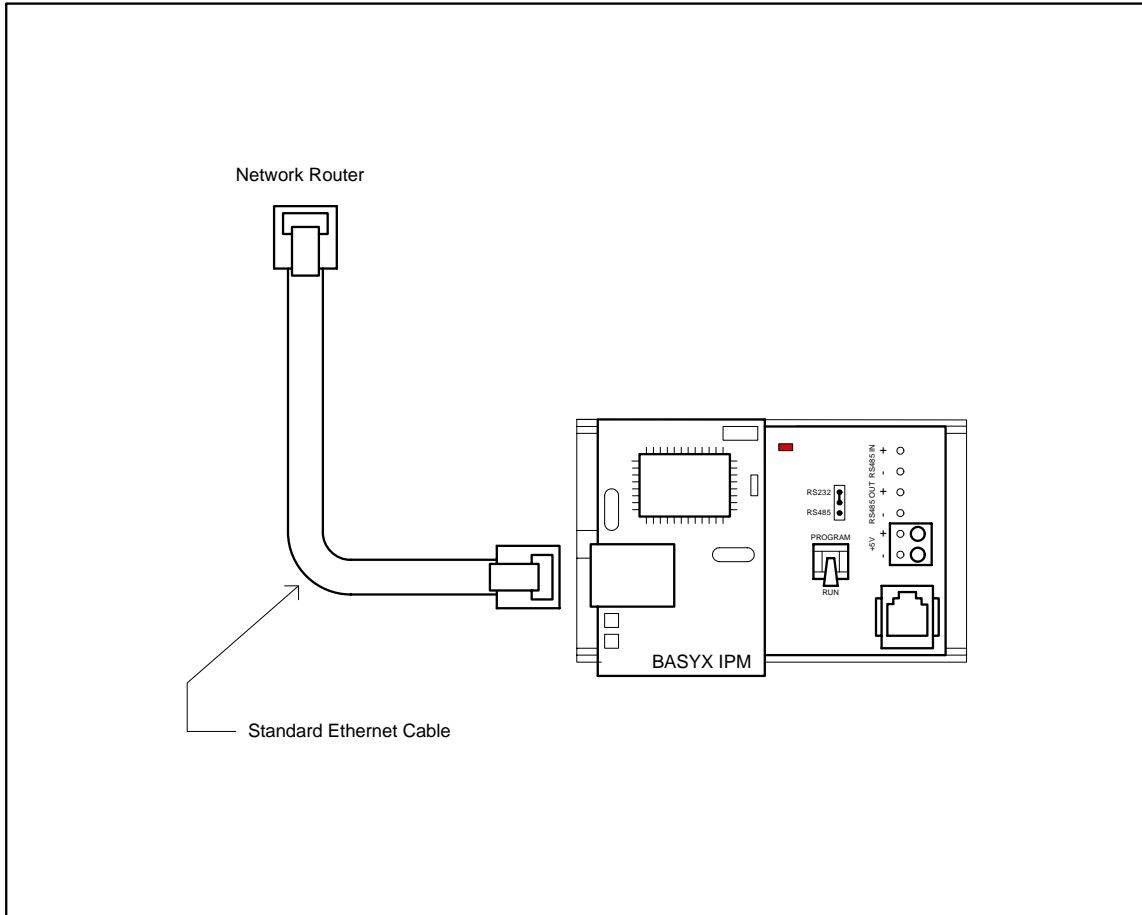 Network Router
RS485 IN
+
-
RS485 OUT
+
-
+5V
+
-
RS232
RS485
PROGRAM
RUN
BASYX IPM
Standard Ethernet Cable